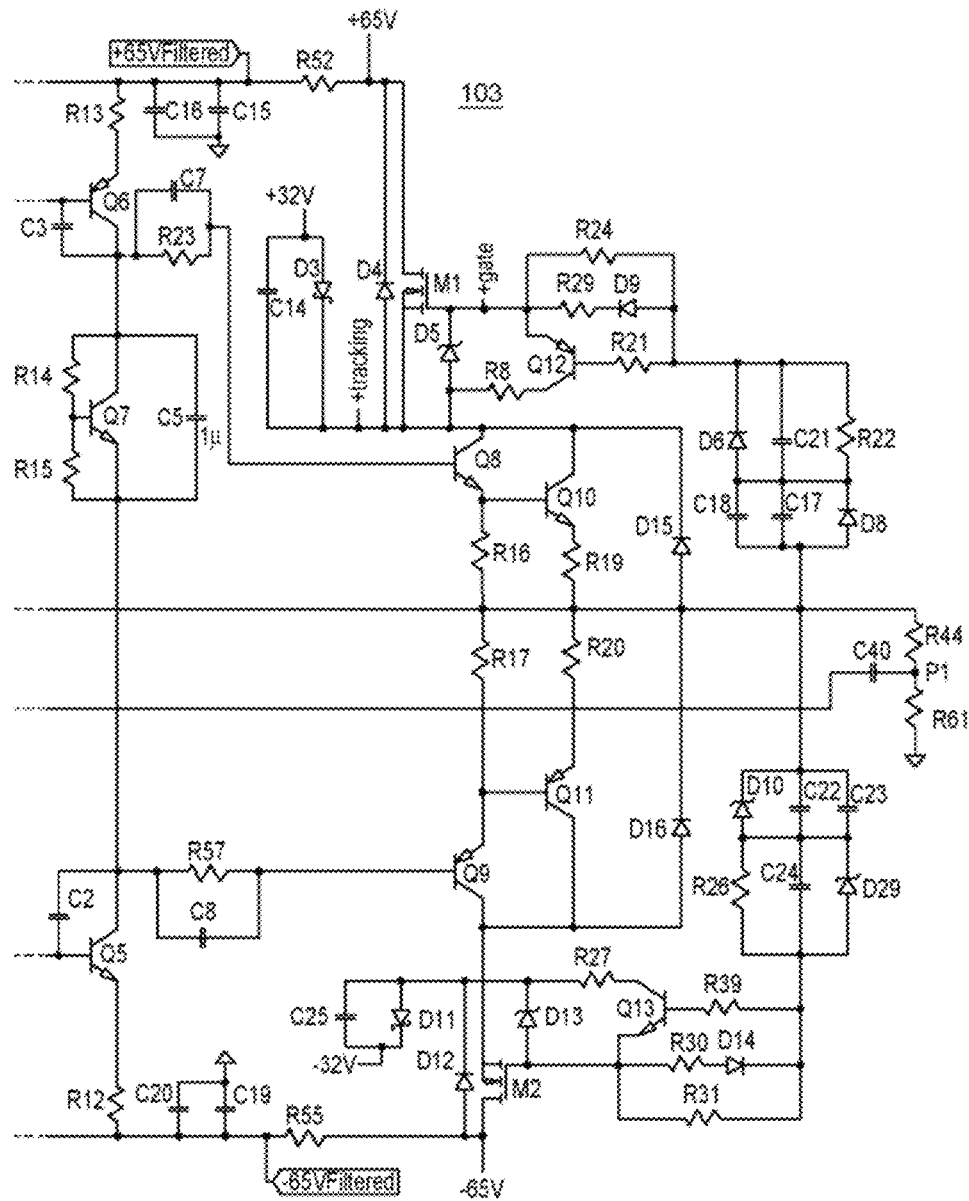 +65V
+65VFiltered
R52
103
R13
C16
C15
Q6
C7
C3
R23
+32V
D3
D4
C14
M1
+gate
R24
R29
D9
D5
Q12
R21
R8
+tracking
R14
Q7
C5
1µ
R15
Q8
Q10
D6
C21
R22
C18
C17
D8
R16
R19
D15
R17
R20
R44
C40
P1
R61
Q11
D16
D10
C22
C23
R57
C8
Q9
R26
C24
D29
C2
Q5
R27
Q13
R39
C25
D11
D13
-32V
D12
R30
D14
M2
R31
R12
C20
C19
R55
-65VFiltered
-65V